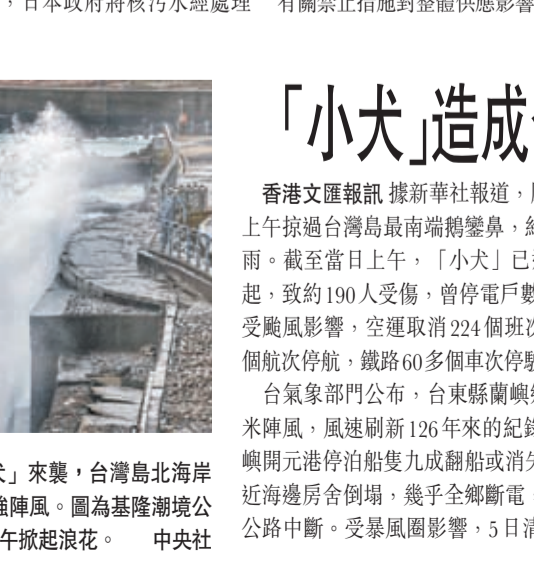 ，日本政府將核污水經處理
有關禁止措施對整體供應影響
「小犬」造成
香港文匯報訊 據新華社報道，
上午掠過台灣島最南端鵝鑾鼻，
雨。截至當日上午，「小犬」已
起，致約190人受傷，曾停電戶數
受颱風影響，空運取消224個班次
個航次停航，鐵路60多個車次停駛
台氣象部門公布，台東縣蘭嶼
米陣風，風速刷新126年來的紀錄
嶼開元港停泊船隻九成翻船或消失
近海邊房舍倒塌，幾乎全鄉斷電
公路中斷。受暴風圈影響，5日清
」來襲，台灣島北海岸
強陣風。圖為基隆潮境公
午掀起浪花。 中央社